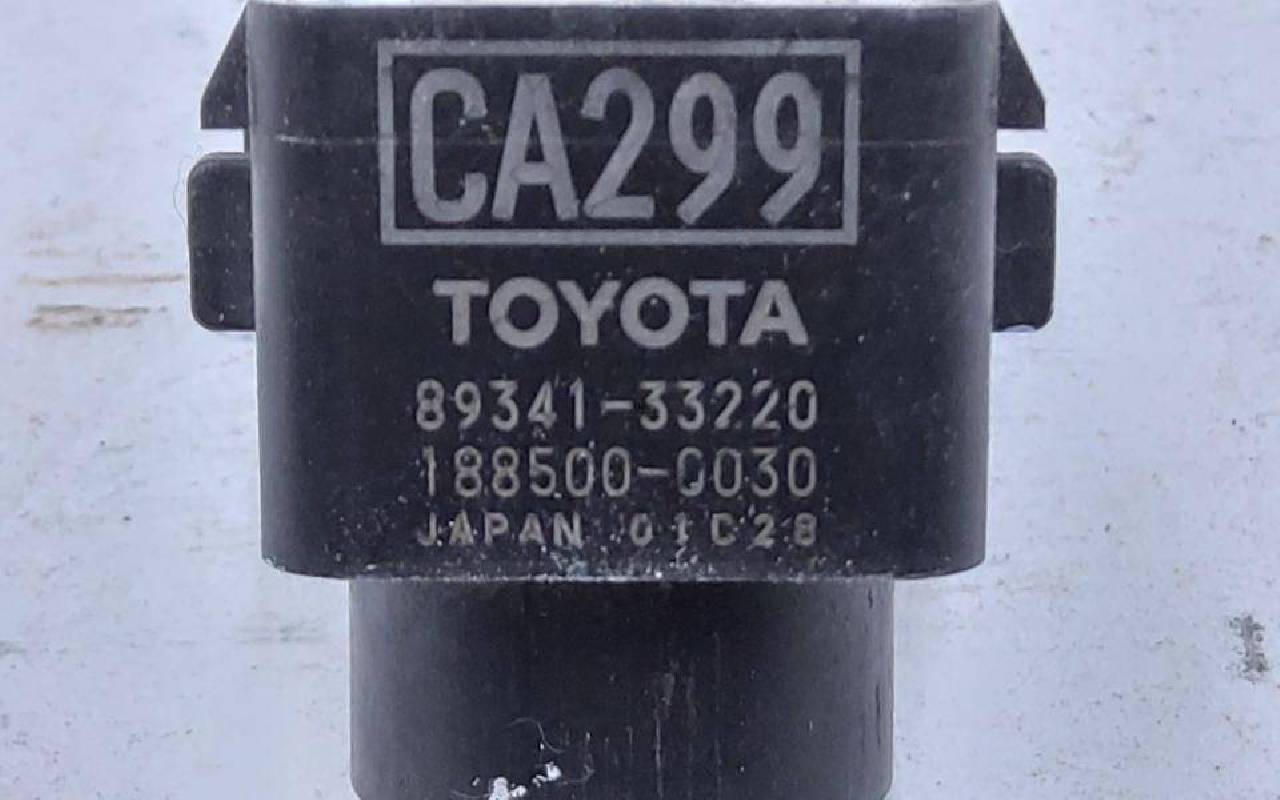 CA299
TOYOTA
89341-33220
188500-0030
JAPAN 01C28